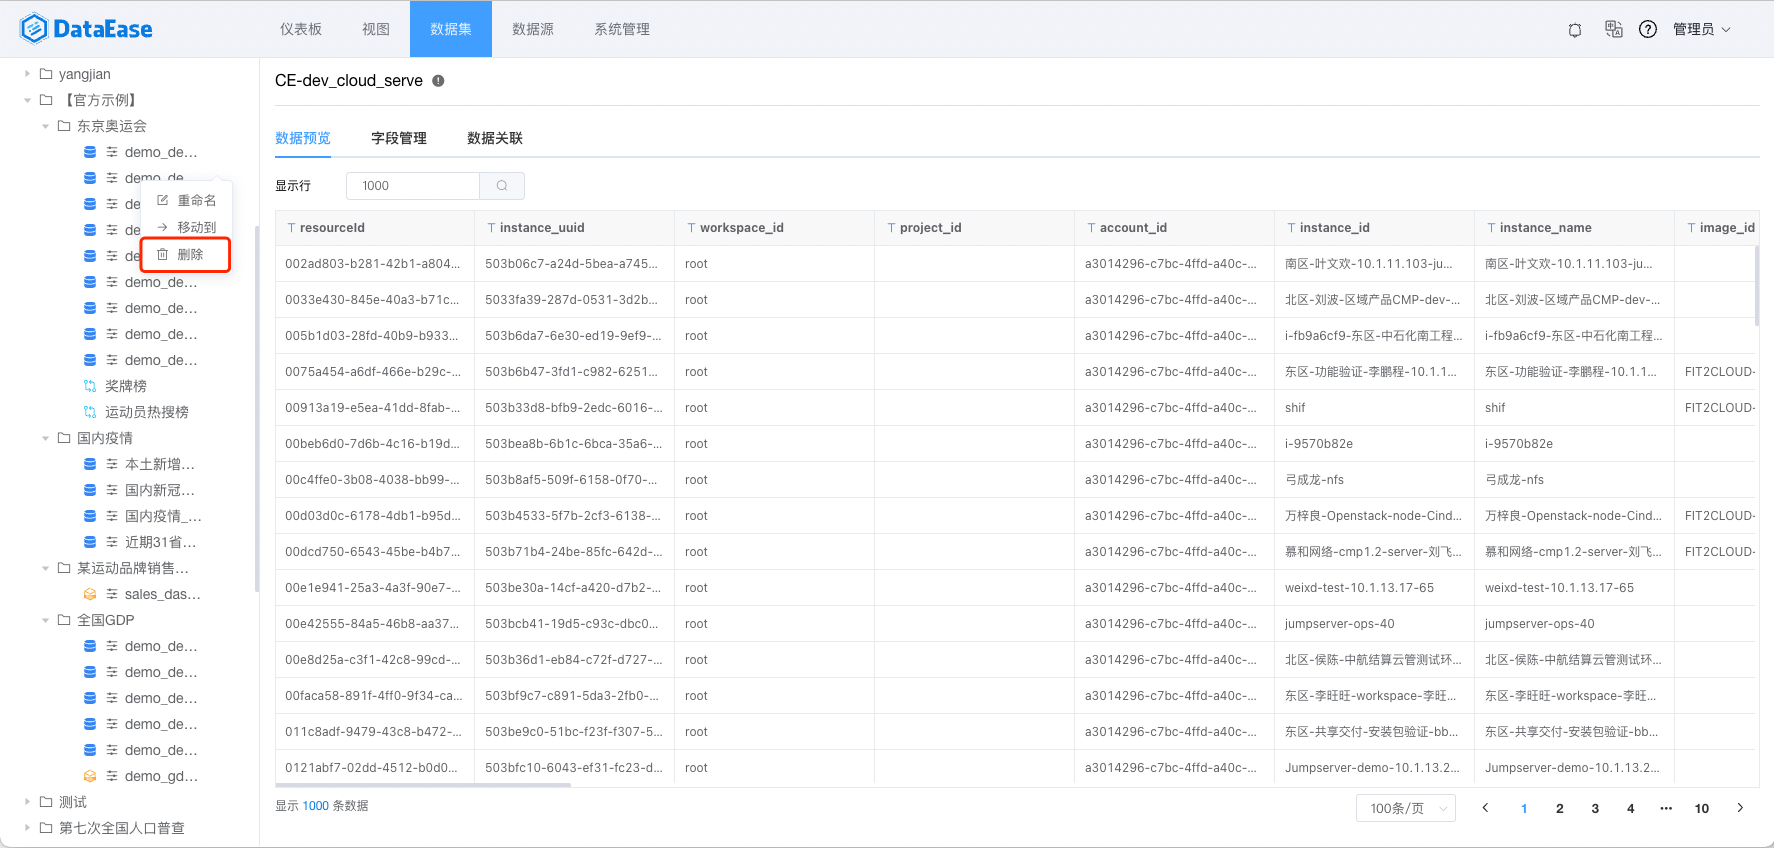 DataEase
仪表板 视图 数据集 数据源 系统管理
管理员
yangjian
【官方示例】
东京奥运会
demo_de...
demo_de
de
de
de
demo_de...
demo_de...
demo_de...
demo_de...
奖牌榜
运动员热搜榜
国内疫情
本土新增...
国内新冠...
国内疫情_...
近期31省...
某运动品牌销售...
sales_das...
全国GDP
demo_de...
demo_de...
demo_de...
demo_de...
demo_de...
demo_gd...
测试
第七次全国人口普查
重命名
移动到
删除
CE-dev_cloud_serve
数据预览 字段管理 数据关联
显示行 1000
resourceId instance_uuid workspace_id project_id account_id instance_id instance_name image_id
002ad803-b281-42b1-a804... 503b06c7-a24d-5bea-a745... root a3014296-c7bc-4ffd-a40c-... 南区-叶文欢-10.1.11.103-ju... 南区-叶文欢-10.1.11.103-ju...
0033e430-845e-40a3-b71c... 5033fa39-287d-0531-3d2b... root a3014296-c7bc-4ffd-a40c-... 北区-刘波-区域产品CMP-dev-... 北区-刘波-区域产品CMP-dev-...
005b1d03-28fd-40b9-b933... 503b6da7-6e30-ed19-9ef9-... root a3014296-c7bc-4ffd-a40c-... i-fb9a6cf9-东区-中石化南工程... i-fb9a6cf9-东区-中石化南工程...
0075a454-a6df-466e-b29c-... 503b6b47-3fd1-c982-6251... root a3014296-c7bc-4ffd-a40c-... 东区-功能验证-李鹏程-10.1.1... 东区-功能验证-李鹏程-10.1.1... FIT2CLOUD-
00913a19-e5ea-41dd-8fab-... 503b33d8-bfb9-2edc-6016-... root a3014296-c7bc-4ffd-a40c-... shif shif FIT2CLOUD-
00beb6d0-7d6b-4c16-b19d... 503bea8b-6b1c-6bca-35a6-... root a3014296-c7bc-4ffd-a40c-... i-9570b82e i-9570b82e
00c4ffe0-3b08-4038-bb99-... 503b8af5-509f-6158-0f70-... root a3014296-c7bc-4ffd-a40c-... 弓成龙-nfs 弓成龙-nfs
00d03d0c-6178-4db1-b95d... 503b4533-5f7b-2cf3-6138-... root a3014296-c7bc-4ffd-a40c-... 万梓良-Openstack-node-Cind... 万梓良-Openstack-node-Cind... FIT2CLOUD-
00dcd750-6543-45be-b4b7... 503b71b4-24be-85fc-642d-... root a3014296-c7bc-4ffd-a40c-... 慕和网络-cmp1.2-server-刘飞... 慕和网络-cmp1.2-server-刘飞... FIT2CLOUD-
00e1e941-25a3-4a3f-90e7-... 503be30a-14cf-a420-d7b2-... root a3014296-c7bc-4ffd-a40c-... weixd-test-10.1.13.17-65 weixd-test-10.1.13.17-65
00e42555-84a5-46b8-aa37... 503bcb41-19d5-c93c-dbc0... root a3014296-c7bc-4ffd-a40c-... jumpserver-ops-40 jumpserver-ops-40
00e8d25a-c3f1-42c8-99cd-... 503b36d1-eb84-c72f-d727-... root a3014296-c7bc-4ffd-a40c-... 北区-侯陈-中航结算云管测试环... 北区-侯陈-中航结算云管测试环...
00faca58-891f-4ff0-9f34-ca... 503bf9c7-c891-5da3-2fb0-... root a3014296-c7bc-4ffd-a40c-... 东区-李旺旺-workspace-李旺... 东区-李旺旺-workspace-李旺...
011c8adf-9479-43c8-b472-... 503be9c0-51bc-f23f-f307-5... root a3014296-c7bc-4ffd-a40c-... 东区-共享交付-安装包验证-bb... 东区-共享交付-安装包验证-bb...
0121abf7-02dd-4512-b0d0... 503bfc10-6043-ef31-fc23-d... root a3014296-c7bc-4ffd-a40c-... Jumpserver-demo-10.1.13.2... Jumpserver-demo-10.1.13.2...
显示 1000 条数据
100条/页 1 2 3 4 ... 10